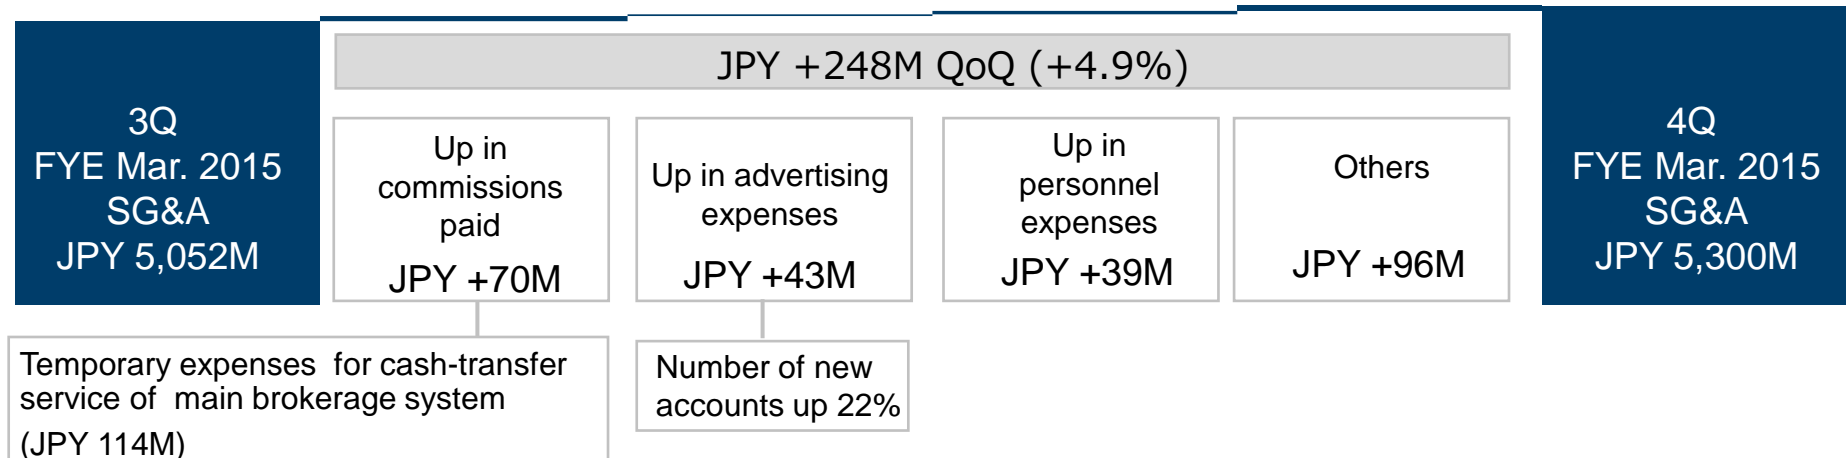 JPY +248M QoQ (+4.9%)
3Q
FYE Mar. 2015
SG&A
JPY 5,052M
Up in
commissions
paid
JPY +70M
Up in advertising
expenses
JPY +43M
Up in
personnel
expenses
JPY +39M
Others
JPY +96M
4Q
FYE Mar. 2015
SG&A
JPY 5,300M
Temporary expenses for cash-transfer
service of main brokerage system
(JPY 114M)
Number of new
accounts up 22%